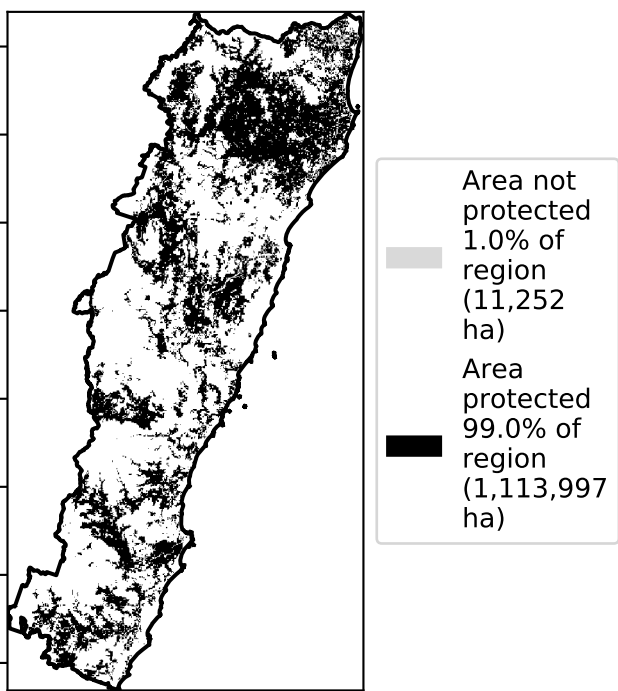 Area not
protected
1.0% of
region
(11,252
ha)
Area
protected
99.0% of
region
(1,113,997
ha)